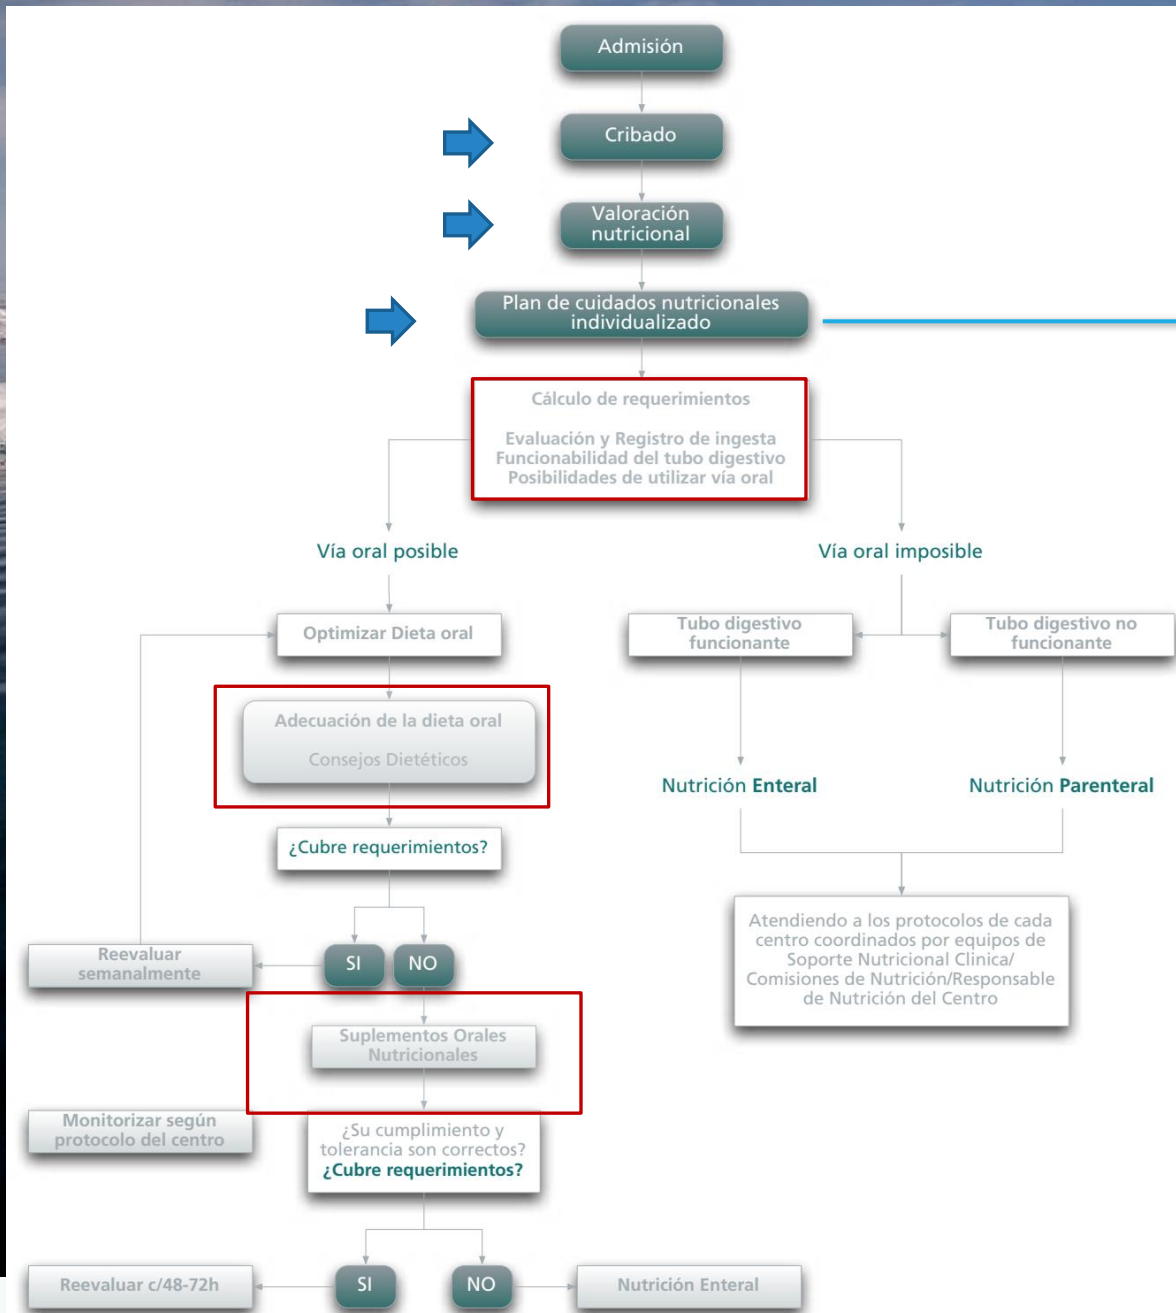 Admisión
Cribado
Valoración
nutricional
Plan de cuidados nutricionales
individualizado
Cálculo de requerimientos
Evaluación y Registro de ingesta
Funcionabilidad del tubo digestivo
Posibilidades de utilizar vía oral
Vía oral posible
Vía oral imposible
Optimizar Dieta oral
Tubo digestivo
funcionante
Tubo digestivo no
funcionante
Adecuación de la dieta oral
Consejos Dietéticos
Nutrición Enteral
Nutrición Parenteral
¿Cubre requerimientos?
Atendiendo a los protocolos de cada
centro coordinados por equipos de
Soporte Nutricional Clinica/
Comisiones de Nutrición/Responsable
de Nutrición del Centro
Reevaluar
semanalmente
SI
NO
Suplementos Orales
Nutricionales
Monitorizar según
protocolo del centro
¿Su cumplimiento y
tolerancia son correctos?
¿Cubre requerimientos?
Reevaluar c/48-72h
SI
NO
Nutrición Enteral